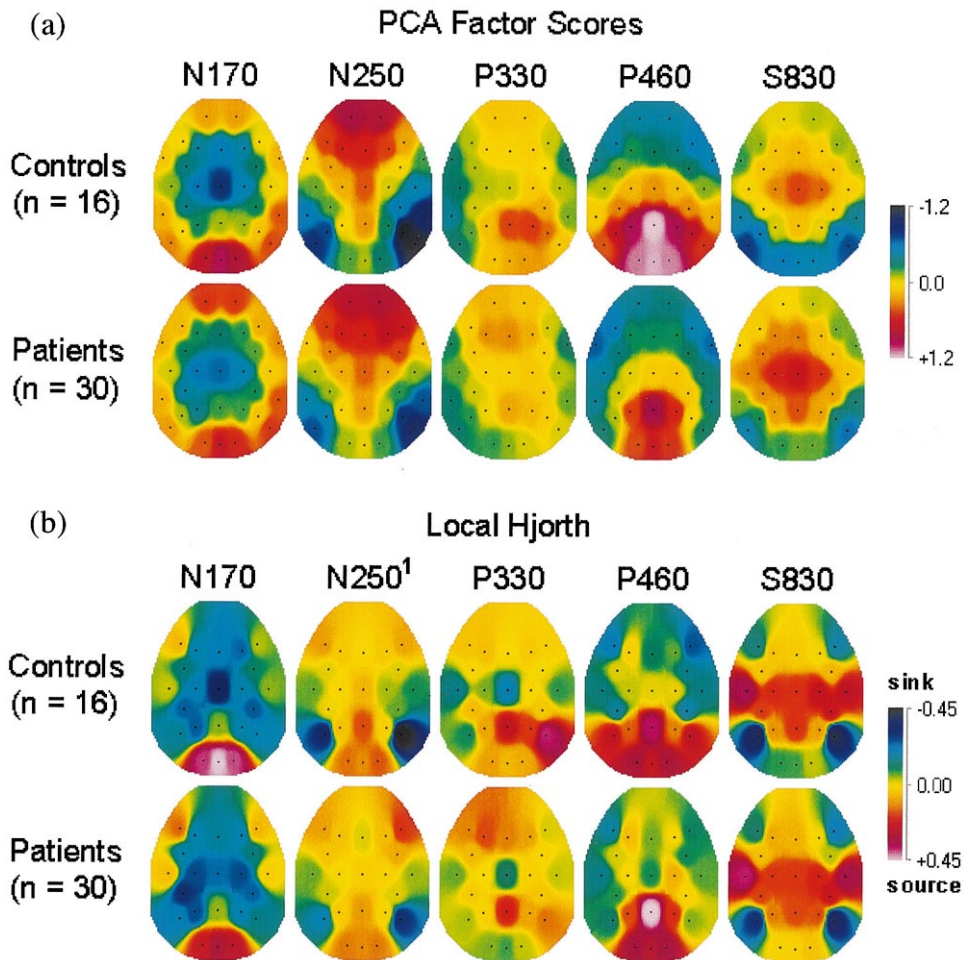 (a)
PCA Factor Scores
N170 N250 P330 P460 S830
Controls
(n = 16)
-1.2
0.0
+1.2
Patients
(n = 30)
(b)
Local Hjorth
N170 N250¹ P330 P460 S830
Controls
(n = 16)
sink
-0.45
0.00
+0.45
source
Patients
(n = 30)